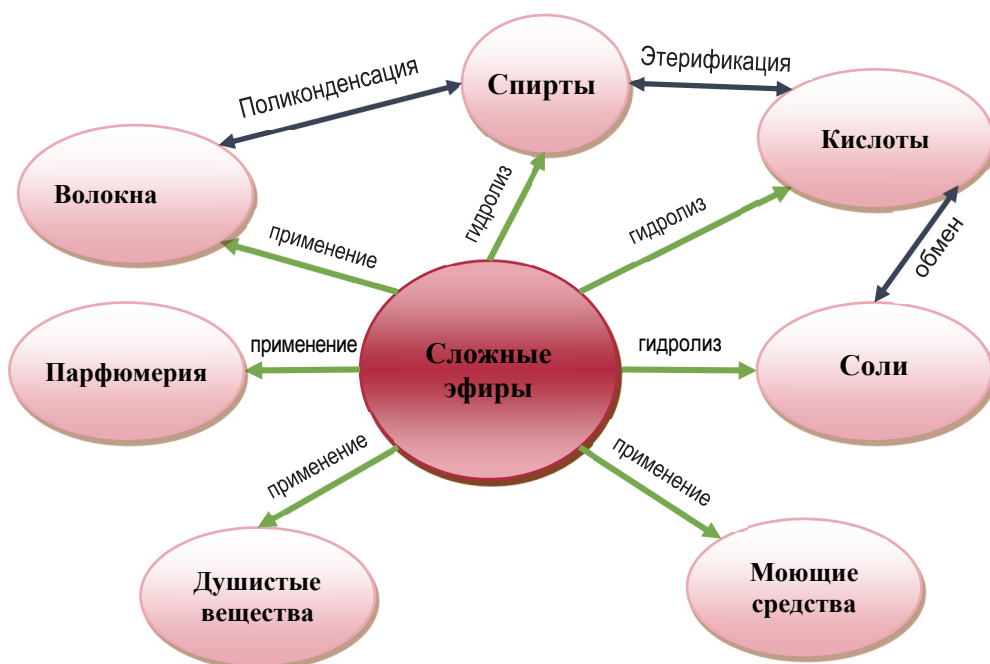 Спирты
Этерификация
Поликонденсация
Кислоты
Волокна
гидролиз
гидролиз
применение
обмен
Парфюмерия
применение
Сложные
эфиры
гидролиз
Соли
применение
применение
Душистые
вещества
Моющие
средства